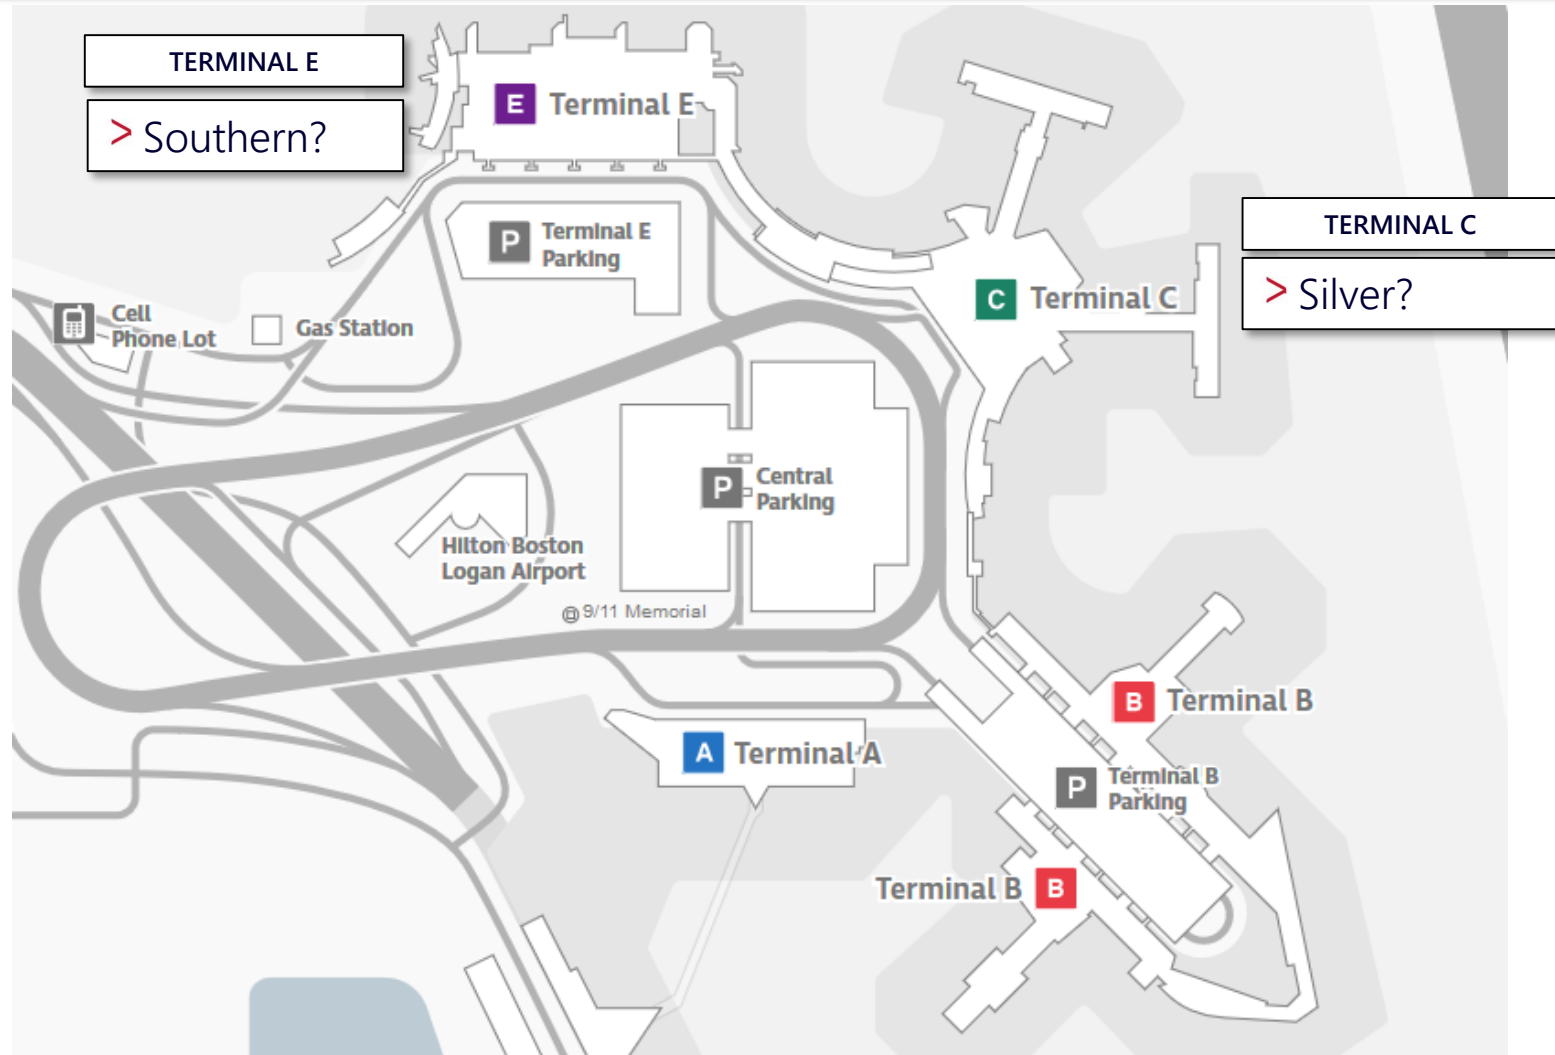 TERMINAL E
> Southern?
E Terminal E
P Terminal E
Parking
TERMINAL C
> Silver?
C Terminal C
Cell
Phone Lot
Gas Station
P Central
Parking
Hilton Boston
Logan Airport
9/11 Memorial
B Terminal B
A Terminal A
P Terminal B
Parking
Terminal B B